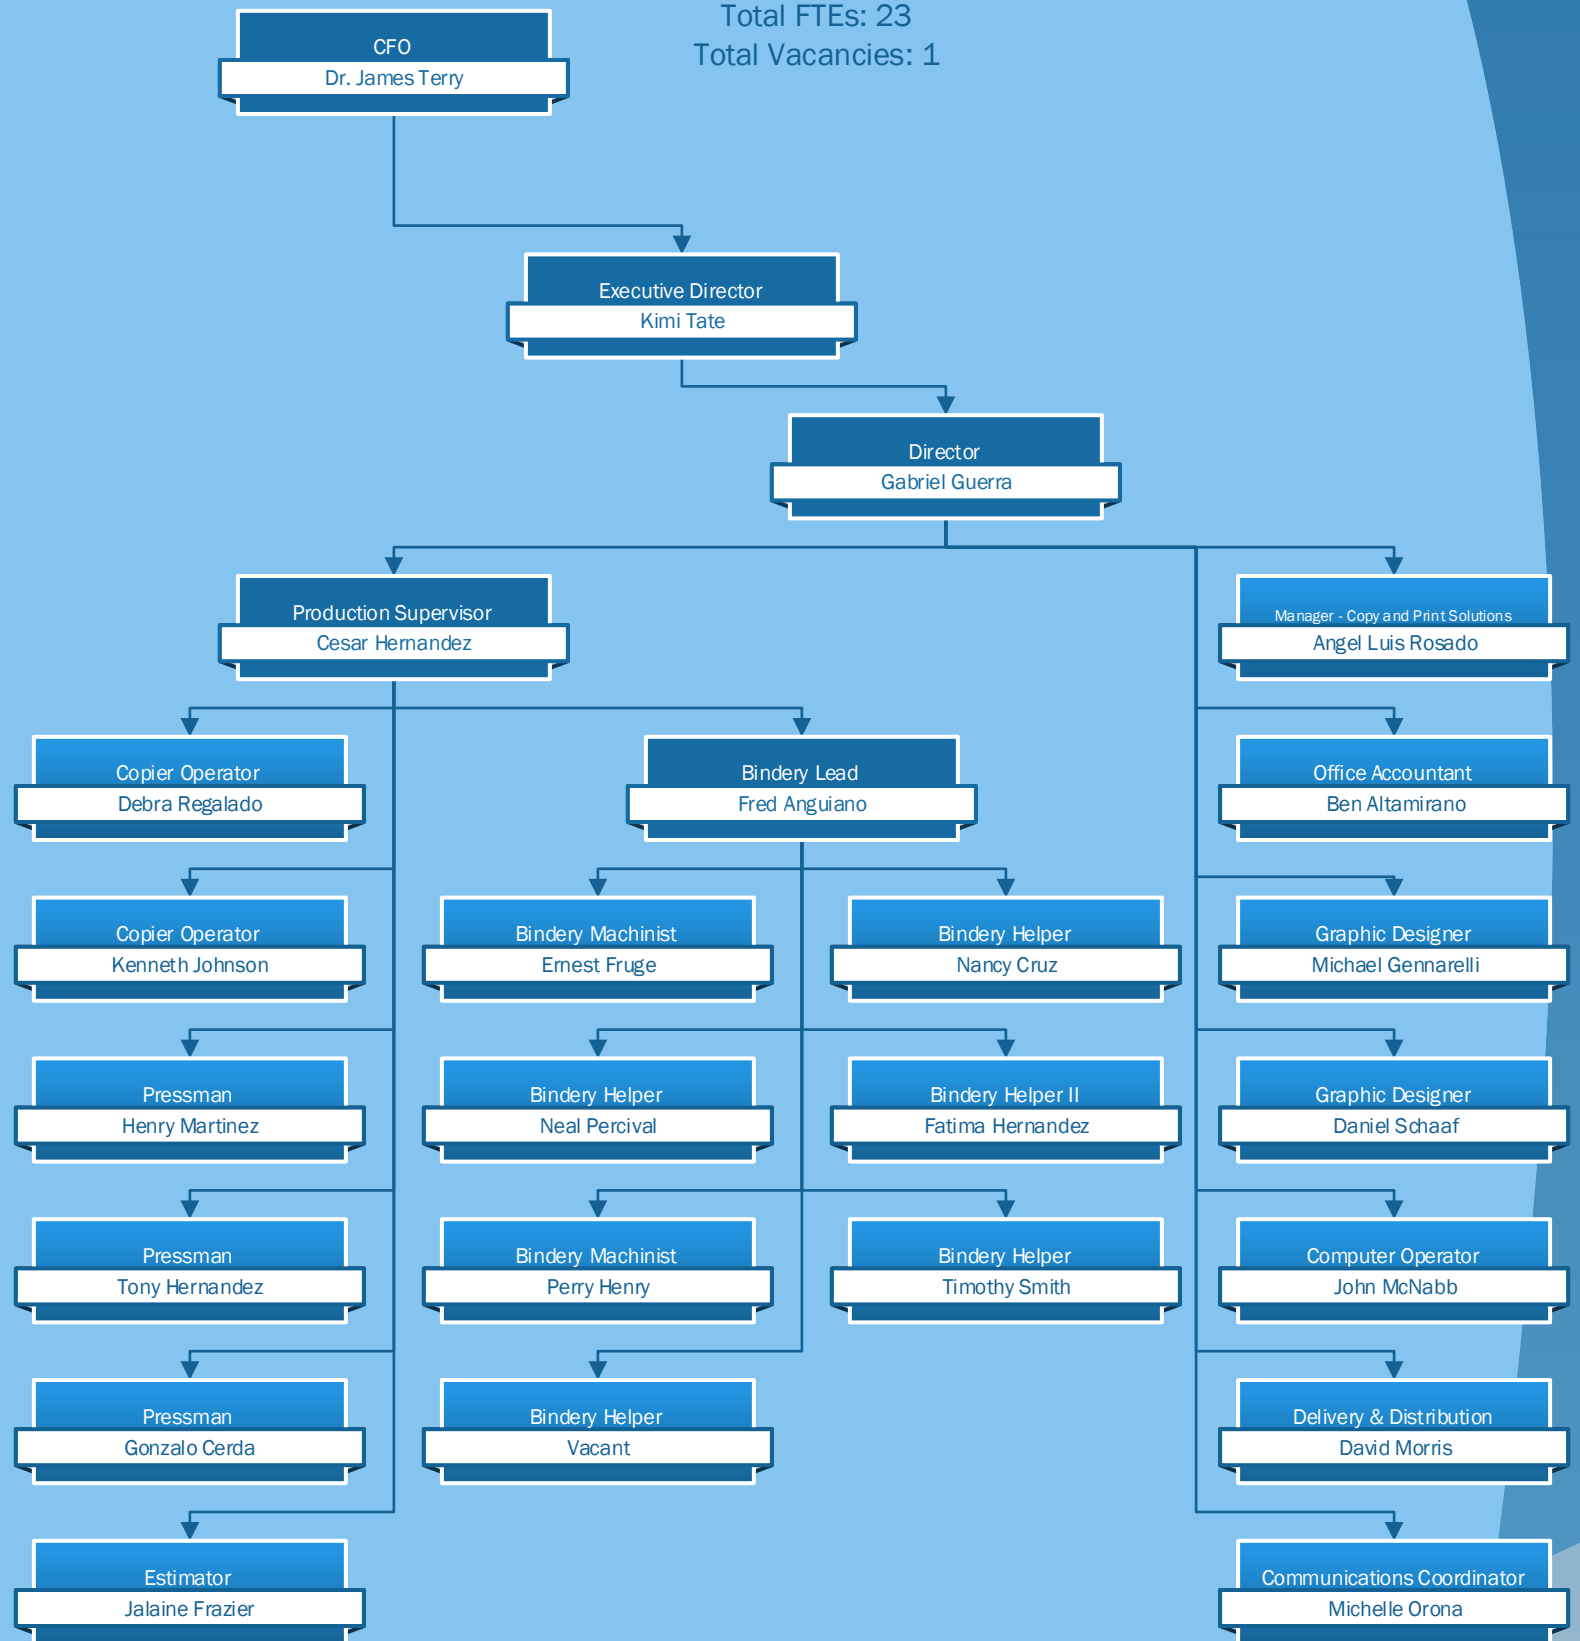 Total FTEs: 23
Total Vacancies: 1
CFO
Dr. James Terry
Executive Director
Kimi Tate
Director
Gabriel Guerra
Production Supervisor
Cesar Hernandez
Manager - Copy and Print Solutions
Angel Luis Rosado
Copier Operator
Debra Regalado
Bindery Lead
Fred Anguiano
Office Accountant
Ben Altamirano
Copier Operator
Kenneth Johnson
Bindery Machinist
Ernest Fruge
Bindery Helper
Nancy Cruz
Graphic Designer
Michael Gennarelli
Pressman
Henry Martinez
Bindery Helper
Neal Percival
Bindery Helper II
Fatima Hernandez
Graphic Designer
Daniel Schaaf
Pressman
Tony Hernandez
Bindery Machinist
Perry Henry
Bindery Helper
Timothy Smith
Computer Operator
John McNabb
Pressman
Gonzalo Cerda
Bindery Helper
Vacant
Delivery & Distribution
David Morris
Estimator
Jalaine Frazier
Communications Coordinator
Michelle Orona